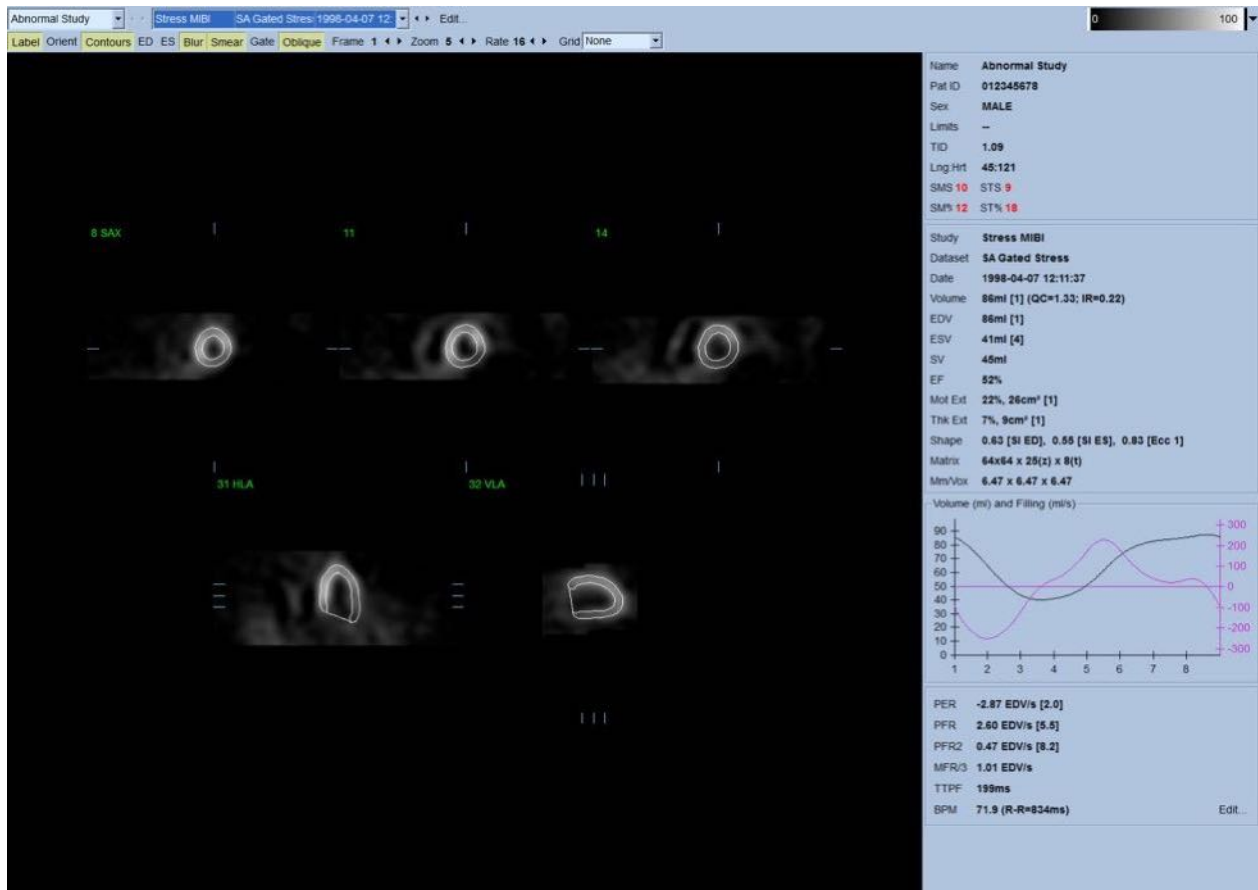 Abnormal Study Stress MIBI SA Gated Stres 1998-04-07 12: Edit... 0 100
Label Orient Contours ED ES Blur Smear Gate Oblique Frame 1 Zoom 5 Rate 16 Grid None
8 SAX 11 14
31 HLA 32 VLA
Name Abnormal Study
Pat ID 012345678
Sex MALE
Limits --
TID 1.09
Lng:Hrt 45:121
SMS 10 STS 9
SM% 12 ST% 18
Study Stress MIBI
Dataset SA Gated Stress
Date 1998-04-07 12:11:37
Volume 86ml [1] (QC=1.33; IR=0.22)
EDV 86ml [1]
ESV 41ml [4]
SV 45ml
EF 52%
Mot Ext 22%, 26cm² [1]
Thk Ext 7%, 9cm² [1]
Shape 0.63 [SI ED], 0.55 [SI ES], 0.83 [Ecc 1]
Matrix 64x64 x 25(z) x 8(t)
Mm/Vox 6.47 x 6.47 x 6.47
Volume (ml) and Filling (ml/s)
90 300
80 200
70 100
60
50 0
40
30 -100
20 -200
10 -300
0
1 2 3 4 5 6 7 8
PER -2.87 EDV/s [2.0]
PFR 2.60 EDV/s [5.5]
PFR2 0.47 EDV/s [8.2]
MFR/3 1.01 EDV/s
TTPF 199ms
BPM 71.9 (R-R=834ms) Edit...